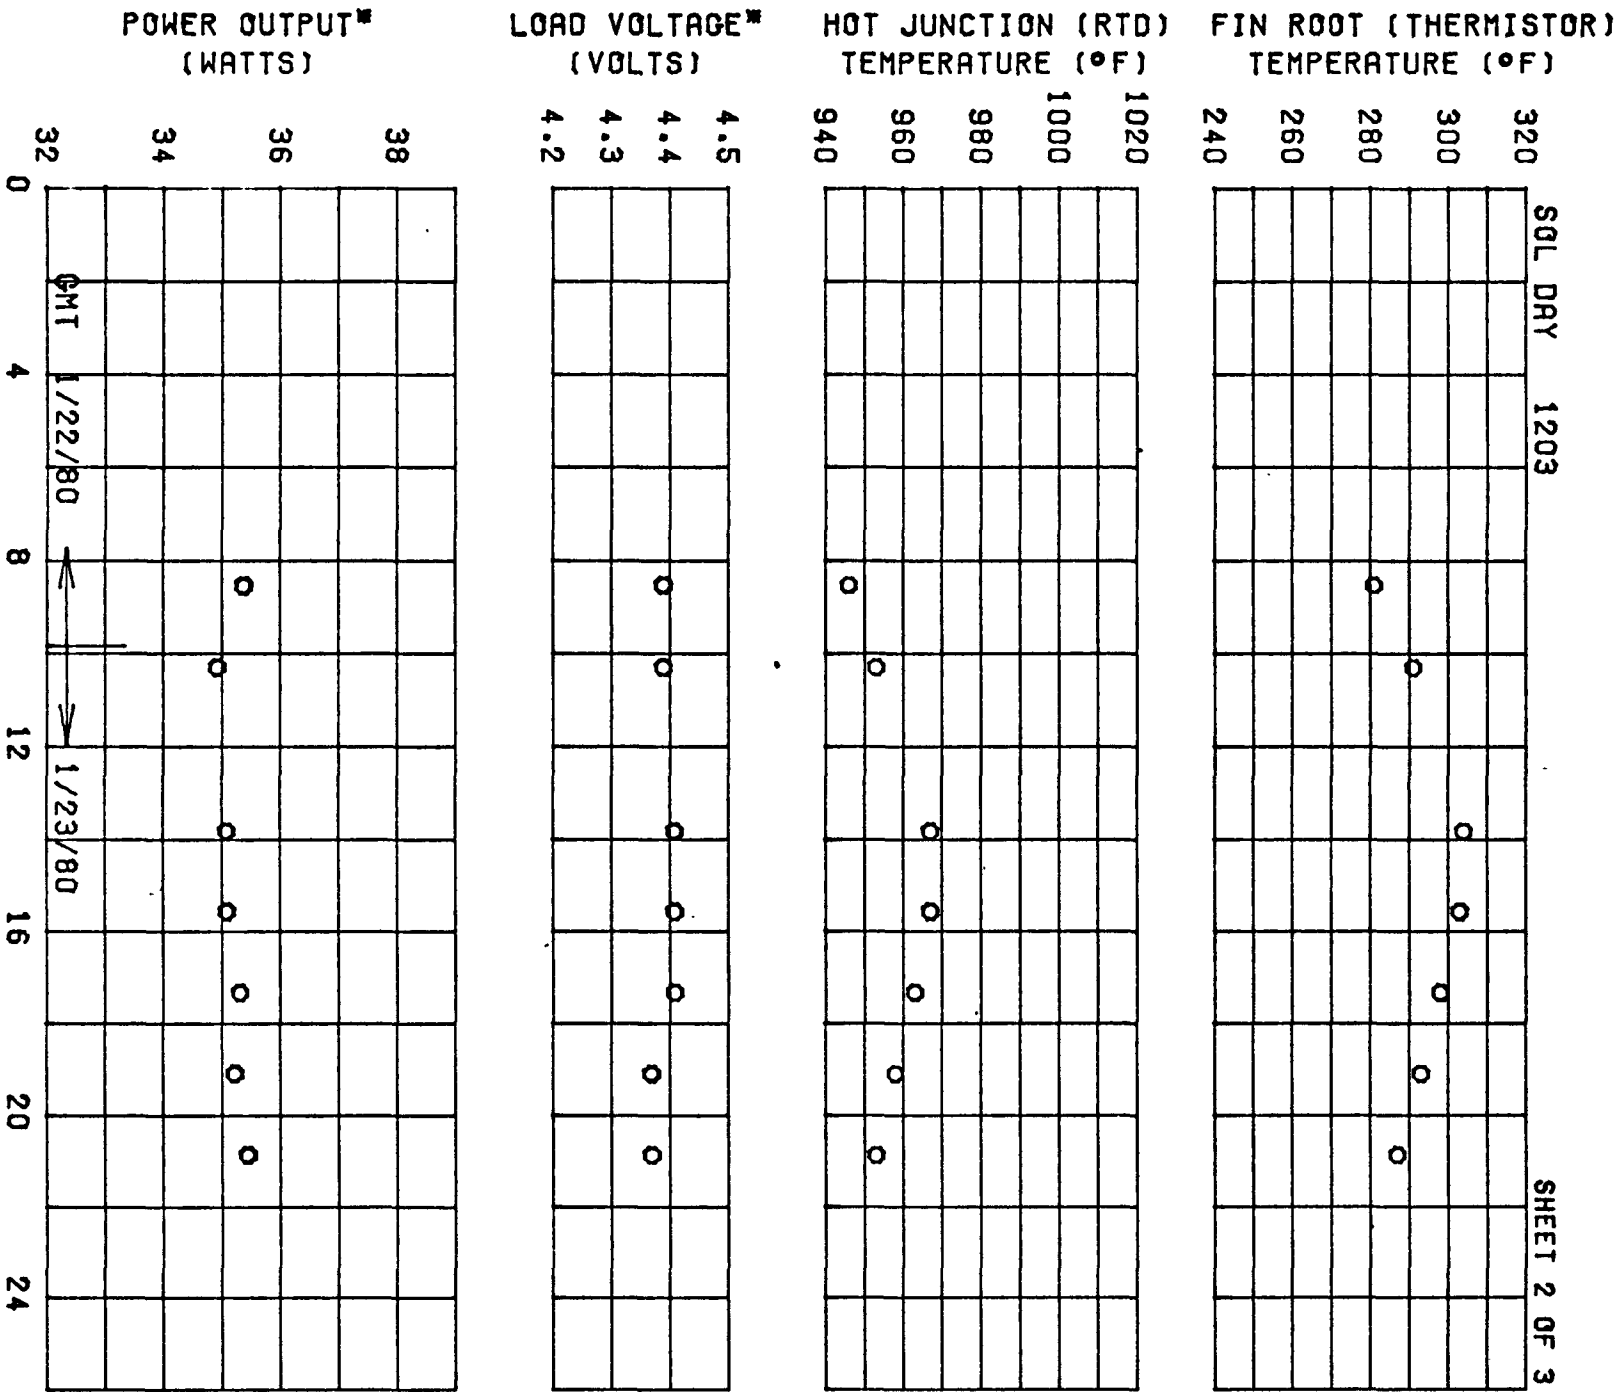 POWER OUTPUT*
(WATTS)
LOAD VOLTAGE*
(VOLTS)
HOT JUNCTION (RTD)
TEMPERATURE (°F)
FIN ROOT (THERMISTOR)
TEMPERATURE (°F)
32 34 36 38
4.2 4.3 4.4 4.5
940 960 980 1000 1020
240 260 280 300 320
SOL DAY 1203
SHEET 2 OF 3
GMT 1/22/80
1/23/80
0 4 8 12 16 20 24